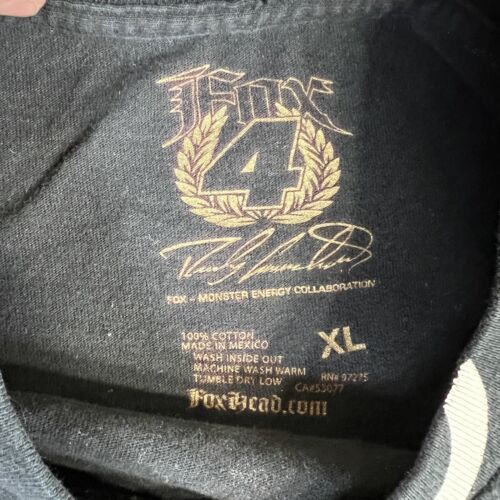 Fox
4
FOX - MONSTER ENERGY COLLABORATION
100% COTTON
MADE IN MEXICO
WASH INSIDE OUT
MACHINE WASH WARM
TUMBLE DRY LOW
XL
RN# 97275
CA#53077
FoxHead.com